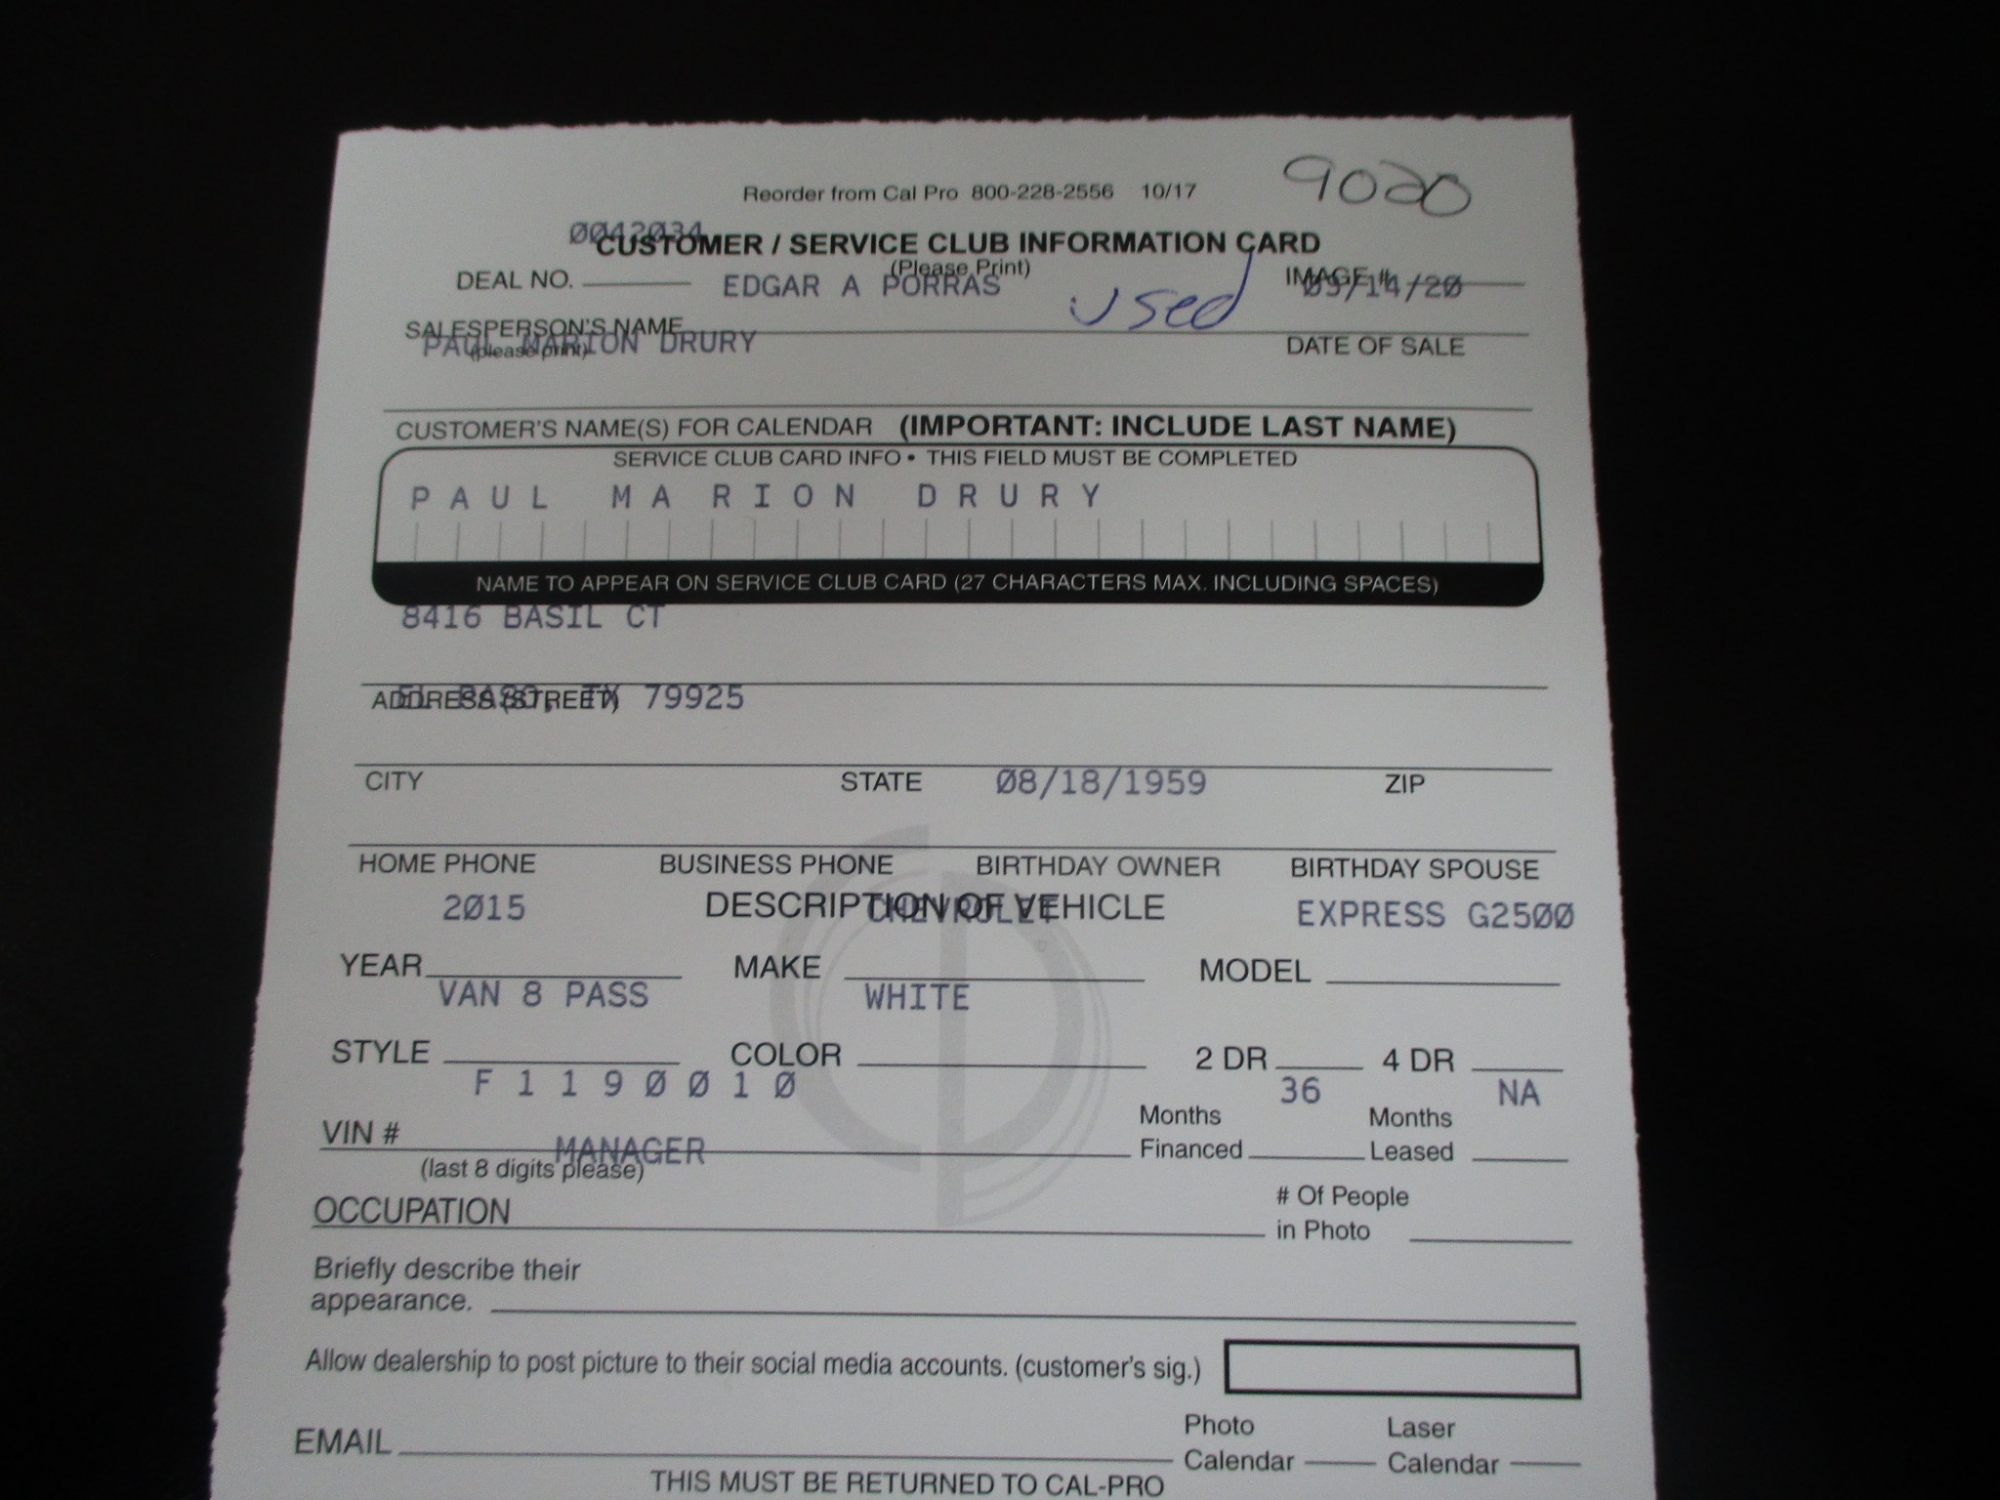 9020
Reorder from Cal Pro 800-228-2556 10/17
0042034
CUSTOMER / SERVICE CLUB INFORMATION CARD
(Please Print)
DEAL NO. EDGAR A PORRAS IMAGE #
Used
SALESPERSON'S NAME
(please print)
PAUL MARION DRURY
DATE OF SALE
CUSTOMER'S NAME(S) FOR CALENDAR (IMPORTANT: INCLUDE LAST NAME)
SERVICE CLUB CARD INFO • THIS FIELD MUST BE COMPLETED
PAUL MARION DRURY
NAME TO APPEAR ON SERVICE CLUB CARD (27 CHARACTERS MAX. INCLUDING SPACES)
8416 BASIL CT
ADDRESS (STREET)
EL PASO, TX 79925
CITY STATE 08/18/1959 ZIP
HOME PHONE BUSINESS PHONE BIRTHDAY OWNER BIRTHDAY SPOUSE
DESCRIPTION OF VEHICLE
2015 CHEVROLET EXPRESS G2500
YEAR MAKE MODEL
VAN 8 PASS WHITE
STYLE COLOR 2 DR 4 DR
F1190010 36 NA
VIN # Months Financed Months Leased
(last 8 digits please)
MANAGER
OCCUPATION # Of People in Photo
Briefly describe their
appearance.
Allow dealership to post picture to their social media accounts. (customer's sig.)
EMAIL Photo Calendar Laser Calendar
THIS MUST BE RETURNED TO CAL-PRO